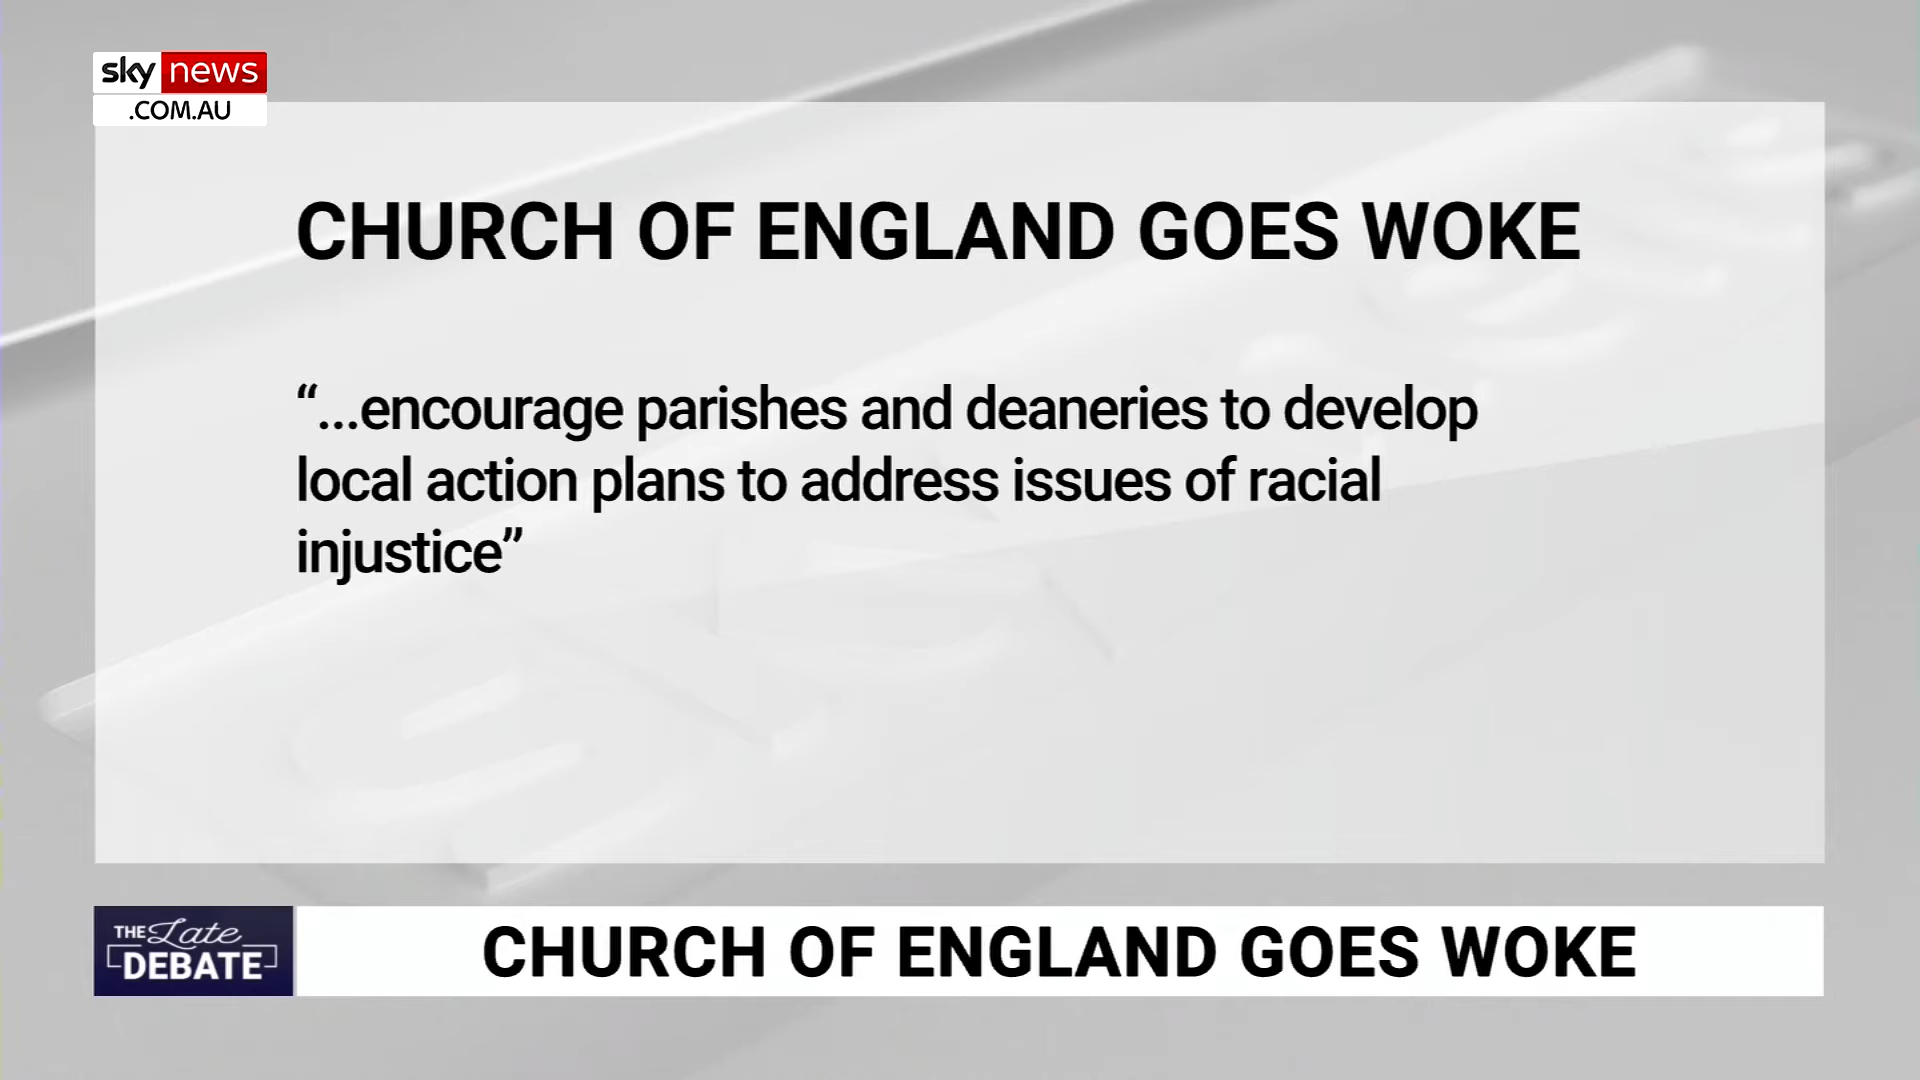 sky news
.COM.AU
CHURCH OF ENGLAND GOES WOKE
“...encourage parishes and deaneries to develop
local action plans to address issues of racial
injustice”
THE Late
DEBATE
CHURCH OF ENGLAND GOES WOKE